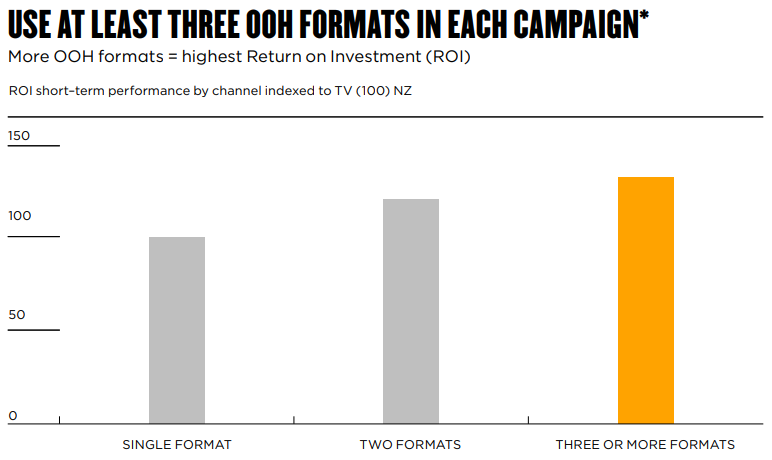 USE AT LEAST THREE OOH FORMATS IN EACH CAMPAIGN*
More OOH formats = highest Return on Investment (ROI)
ROI short–term performance by channel indexed to TV (100) NZ
150
100
50
0
SINGLE FORMAT
TWO FORMATS
THREE OR MORE FORMATS